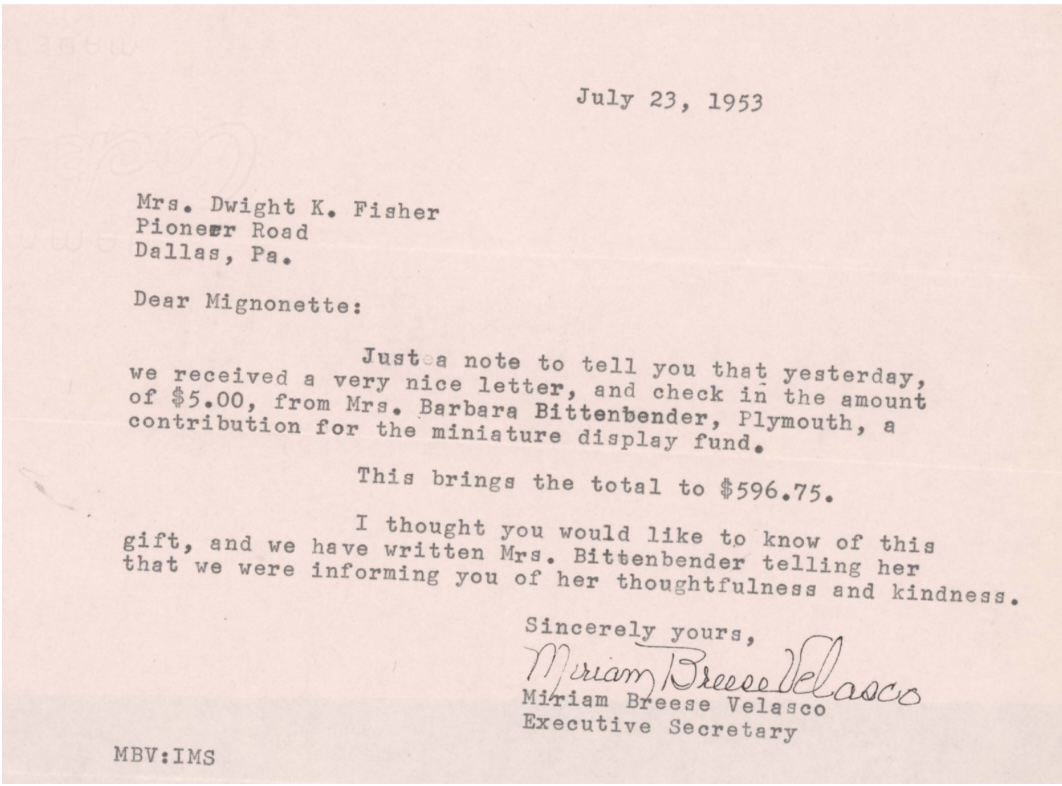 July 23, 1953
Mrs. Dwight K. Fisher
Pioneer Road
Dallas, Pa.
Dear Mignonette:
Just a note to tell you that yesterday,
we received a very nice letter, and check in the amount
of $5.00, from Mrs. Barbara Bittenbender, Plymouth, a
contribution for the miniature display fund.
This brings the total to $596.75.
I thought you would like to know of this
gift, and we have written Mrs. Bittenbender telling her
that we were informing you of her thoughtfulness and kindness.
Sincerely yours,
Miriam Breese Velasco
Miriam Breese Velasco
Executive Secretary
MBV:IMS